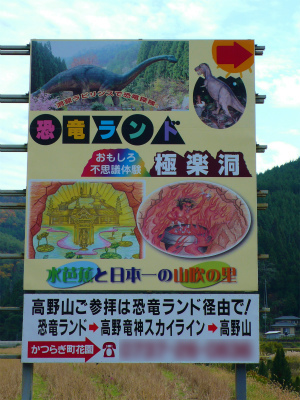 恐竜ランド
おもしろ
不思議体験
極楽洞
水芭蕉と日本一の山吹の里
高野山ご参拝は恐竜ランド径由で!
恐竜ランド➡高野龍神スカイライン➡高野山
かつらぎ町花園